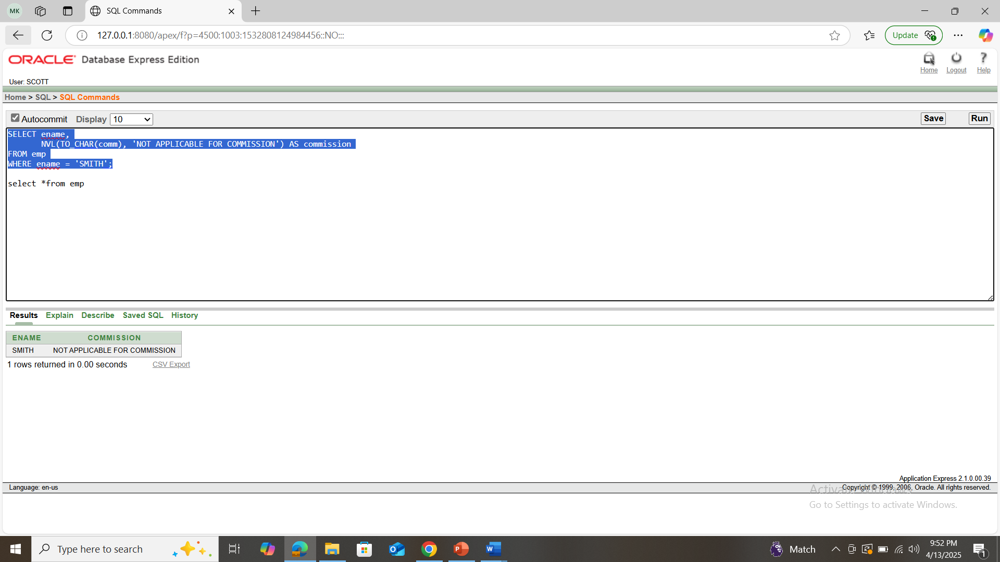 MK
SQL Commands
127.0.0.1:8080/apex/f?p=4500:1003:1532808124984456::NO:::
Update
ORACLE Database Express Edition
Home Logout Help
User: SCOTT
Home > SQL > SQL Commands
Autocommit Display 10 Save Run
SELECT ename,
NVL(TO_CHAR(comm), 'NOT APPLICABLE FOR COMMISSION') AS commission
FROM emp
WHERE ename = 'SMITH';
select *from emp
Results Explain Describe Saved SQL History
ENAME COMMISSION
SMITH NOT APPLICABLE FOR COMMISSION
1 rows returned in 0.00 seconds CSV Export
Application Express 2.1.0.00.39
Language: en-us Copyright © 1999, 2006, Oracle. All rights reserved.
Activate Windows
Go to Settings to activate Windows.
Type here to search
Match
9:52 PM
4/13/2025
1